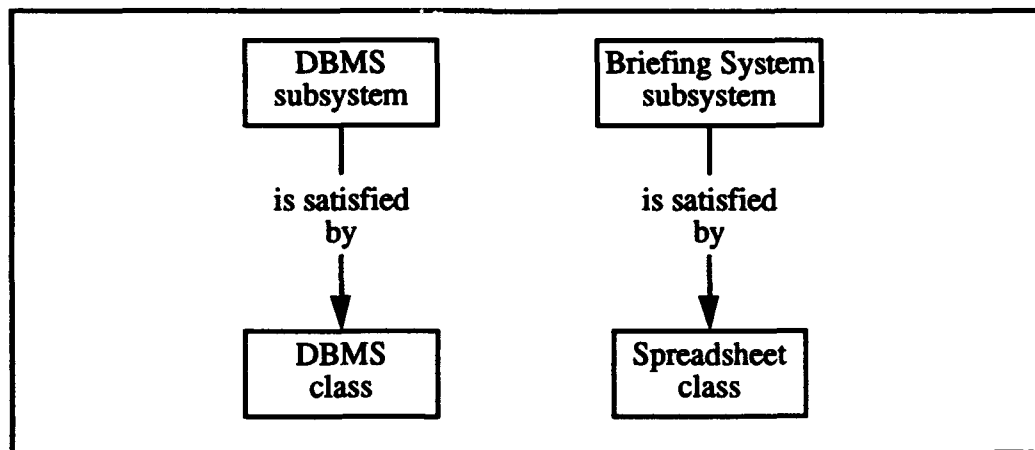 DBMS
subsystem
is satisfied
by
DBMS
class
Briefing System
subsystem
is satisfied
by
Spreadsheet
class